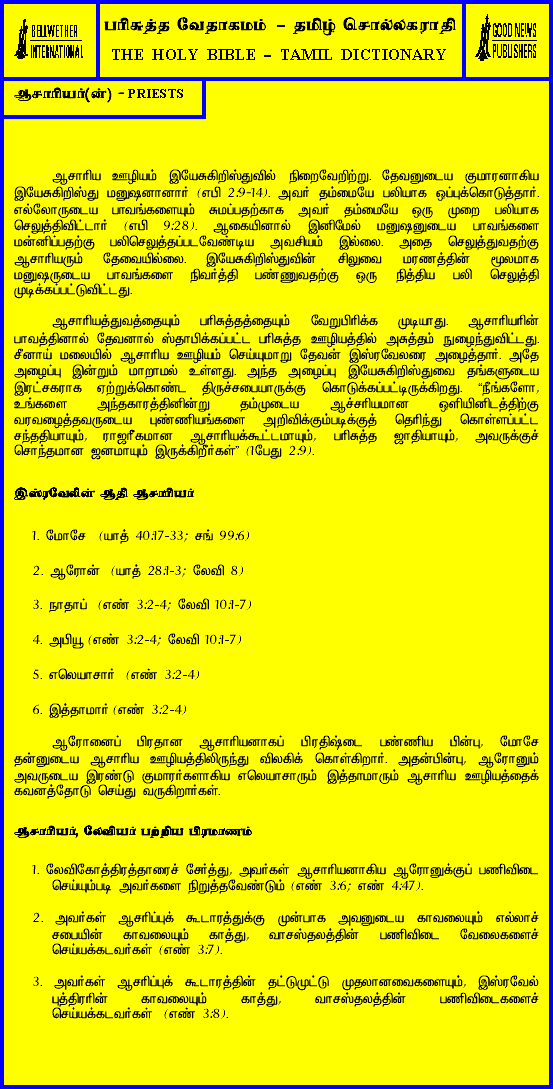 BELLWETHER
INTERNATIONAL
பரிசுத்த வேதாகமம் - தமிழ் சொல்லகராதி
THE HOLY BIBLE - TAMIL DICTIONARY
GOOD NEWS
PUBLISHERS
ஆசாரியர்(ன்) - PRIESTS
ஆசாரிய ஊழியம் இயேசுகிறிஸ்துவில் நிறைவேறிற்று. தேவனுடைய குமாரனாகிய
இயேசுகிறிஸ்து மனுஷனானார் (எபி 2:9-14). அவர் தம்மையே பலியாக ஒப்புக்கொடுத்தார்.
எல்லோருடைய பாவங்களையும் சுமப்பதற்காக அவர் தம்மையே ஒரு முறை பலியாக
செலுத்திவிட்டார் (எபி 9:28). ஆகையினால் இனிமேல் மனுஷனுடைய பாவங்களை
மன்னிப்பதற்கு பலிசெலுத்தப்படவேண்டிய அவசியம் இல்லை. அதை செலுத்துவதற்கு
ஆசாரியரும் தேவையில்லை. இயேசுகிறிஸ்துவின் சிலுவை மரணத்தின் மூலமாக
மனுஷருடைய பாவங்களை நிவர்த்தி பண்ணுவதற்கு ஒரு நித்திய பலி செலுத்தி
முடிக்கப்பட்டுவிட்டது.
ஆசாரியத்துவத்தையும் பரிசுத்தத்தையும் வேறுபிரிக்க முடியாது. ஆசாரியரின்
பாவத்தினால் தேவனால் ஸ்தாபிக்கப்பட்ட பரிசுத்த ஊழியத்தில் அசுத்தம் நுழைந்துவிட்டது.
சீனாய் மலையில் ஆசாரிய ஊழியம் செய்யுமாறு தேவன் இஸ்ரவேலரை அழைத்தார். அதே
அழைப்பு இன்றும் மாறாமல் உள்ளது. அந்த அழைப்பு இயேசுகிறிஸ்துவை தங்களுடைய
இரட்சகராக ஏற்றுக்கொண்ட திருச்சபையாருக்கு கொடுக்கப்பட்டிருக்கிறது. “நீங்களோ,
உங்களை அந்தகாரத்தினின்று தம்முடைய ஆச்சரியமான ஒளியினிடத்திற்கு
வரவழைத்தவருடைய புண்ணியங்களை அறிவிக்கும்படிக்குத் தெரிந்து கொள்ளப்பட்ட
சந்ததியாயும், ராஜரீகமான ஆசாரியக்கூட்டமாயும், பரிசுத்த ஜாதியாயும், அவருக்குச்
சொந்தமான ஜனமாயும் இருக்கிறீர்கள்” (1பேது 2:9).
இஸ்ரவேலின் ஆதி ஆசாரியர்
1. மோசே (யாத் 40:17-33; சங் 99:6)
2. ஆரோன் (யாத் 28:1-3; லேவி 8)
3. நாதாப் (எண் 3:2-4; லேவி 10:1-7)
4. அபியூ (எண் 3:2-4; லேவி 10:1-7)
5. எலெயாசார் (எண் 3:2-4)
6. இத்தாமார் (எண் 3:2-4)
ஆரோனைப் பிரதான ஆசாரியனாகப் பிரதிஷ்டை பண்ணிய பின்பு, மோசே
தன்னுடைய ஆசாரிய ஊழியத்திலிருந்து விலகிக் கொள்கிறார். அதன்பின்பு, ஆரோனும்
அவருடைய இரண்டு குமாரர்களாகிய எலெயாசாரும் இத்தாமாரும் ஆசாரிய ஊழியத்தைக்
கவனத்தோடு செய்து வருகிறார்கள்.
ஆசாரியர், லேவியர் பற்றிய பிரமாணம்
1. லேவிகோத்திரத்தாரைச் சேர்த்து, அவர்கள் ஆசாரியனாகிய ஆரோனுக்குப் பணிவிடை
செய்யும்படி அவர்களை நிறுத்தவேண்டும் (எண் 3:6; எண் 4:47).
2. அவர்கள் ஆசரிப்புக் கூடாரத்துக்கு முன்பாக அவனுடைய காவலையும் எல்லாச்
சபையின் காவலையும் காத்து, வாசஸ்தலத்தின் பணிவிடை வேலைகளைச்
செய்யக்கடவர்கள் (எண் 3:7).
3. அவர்கள் ஆசரிப்புக் கூடாரத்தின் தட்டுமுட்டு முதலானவைகளையும், இஸ்ரவேல்
புத்திரரின் காவலையும் காத்து, வாசஸ்தலத்தின் பணிவிடைகளைச்
செய்யக்கடவர்கள் (எண் 3:8).